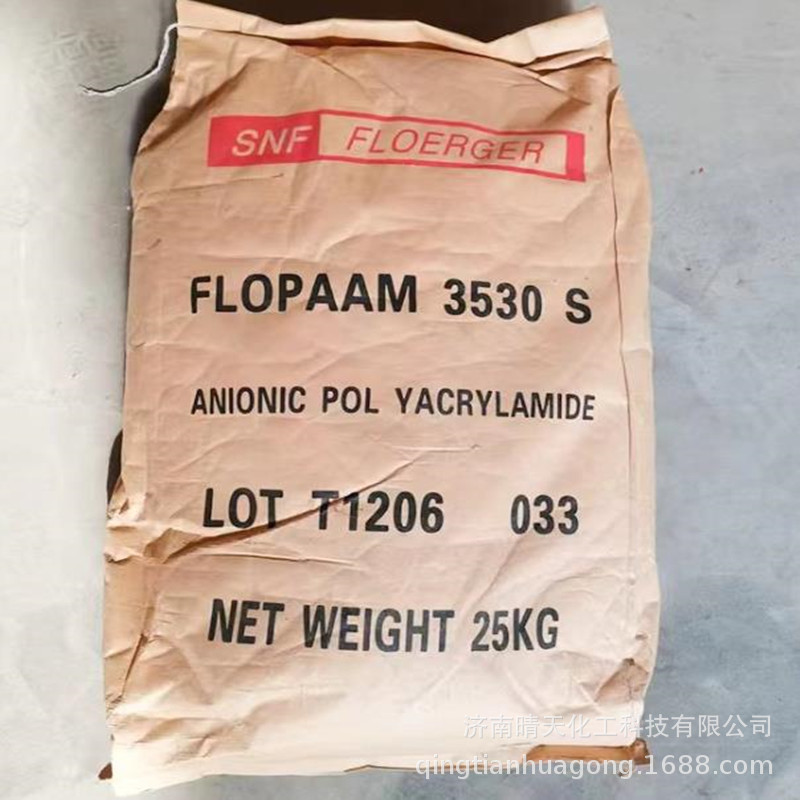 SNF FLOERGER
FLOPAAM 3530 S
ANIONIC POL YACRYLAMIDE
LOT T1206 033
NET WEIGHT 25KG
济南晴天化工科技有限公司
qingtianhuagong.1688.com